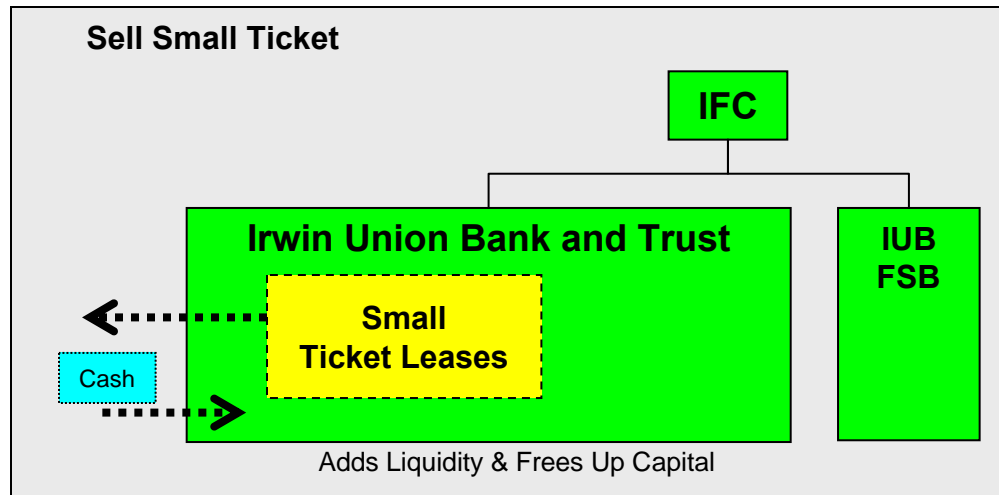 Sell Small Ticket
IFC
Irwin Union Bank and Trust
IUB
FSB
Small
Ticket Leases
Cash
Adds Liquidity & Frees Up Capital